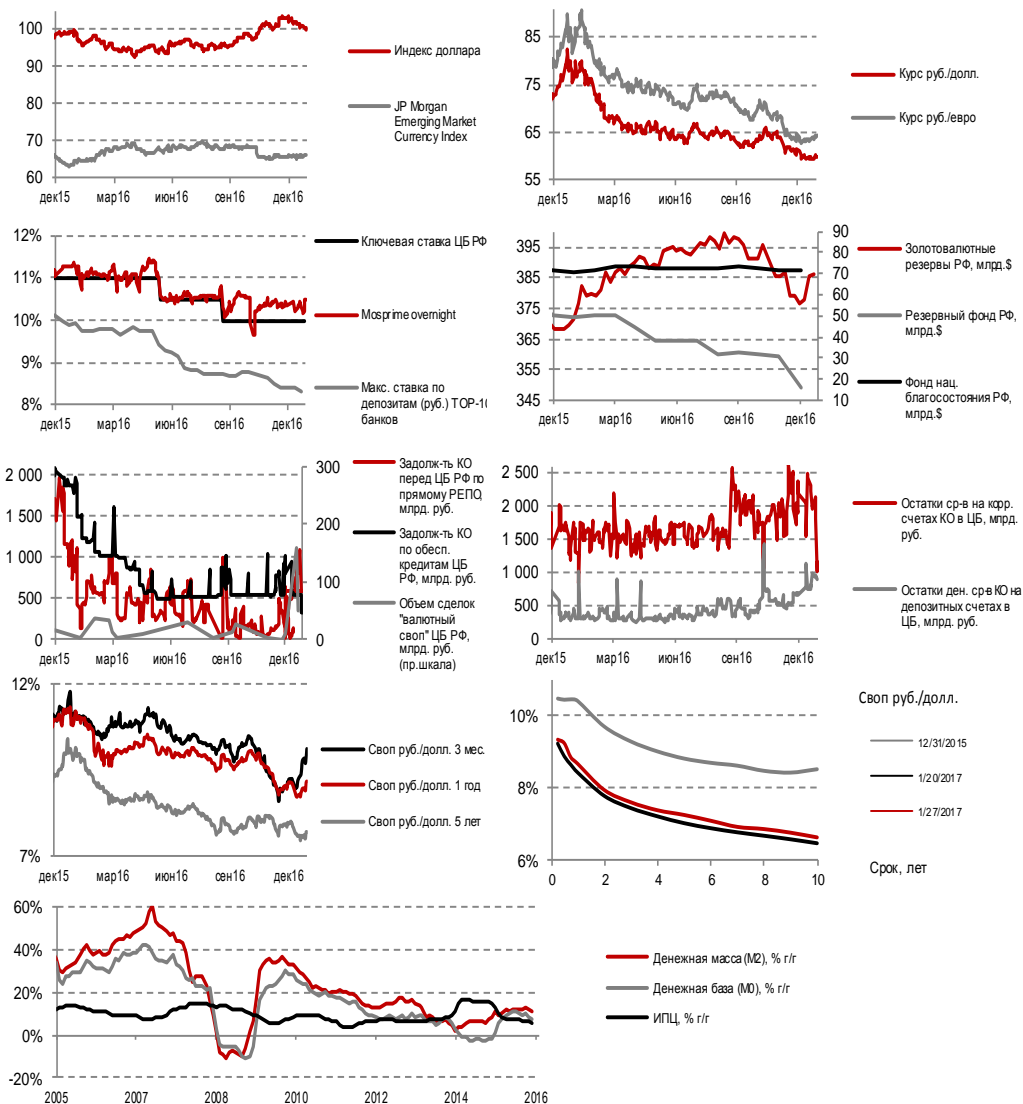 100
90
80
70
60
дек15
мар16
июн16
сен16
дек16
Индекс доллара
JP Morgan
Emerging Market
Currency Index
85
75
65
55
дек15
мар16
июн16
сен16
дек16
Курс руб./долл.
Курс руб./евро
12%
11%
10%
9%
8%
дек15
мар16
июн16
сен16
дек16
Ключевая ставка ЦБ РФ
Mosprime overnight
Макс. ставка по
депозитам (руб.) TOP-10
банков
395
385
375
365
355
345
90
80
70
60
50
40
30
20
10
дек15
мар16
июн16
сен16
дек16
Золотовалютные
резервы РФ, млрд.$
Резервный фонд РФ,
млрд.$
Фонд нац.
благосостояния РФ,
млрд.$
2 000
1 500
1 000
500
0
300
200
100
0
дек15
мар16
июн16
сен16
дек16
Задолж-ть КО
перед ЦБ РФ по
прямому РЕПО,
млрд. руб.
Задолж-ть КО
по обесп.
кредитам ЦБ
РФ, млрд. руб.
Объем сделок
"валютный
своп" ЦБ РФ,
млрд. руб.
(пр.шкала)
2 500
2 000
1 500
1 000
500
0
дек15
мар16
июн16
сен16
дек16
Остатки ср-в на корр.
счетах КО в ЦБ, млрд.
руб.
Остатки ден. ср-в КО на
депозитных счетах в
ЦБ, млрд. руб.
12%
7%
дек15
мар16
июн16
сен16
дек16
Своп руб./долл. 3 мес.
Своп руб./долл. 1 год
Своп руб./долл. 5 лет
10%
8%
6%
0
2
4
6
8
10
Своп руб./долл.
12/31/2015
1/20/2017
1/27/2017
Срок, лет
60%
40%
20%
0%
-20%
2005
2007
2008
2010
2012
2014
2015
2016
Денежная масса (М2), % г/г
Денежная база (М0), % г/г
ИПЦ, % г/г